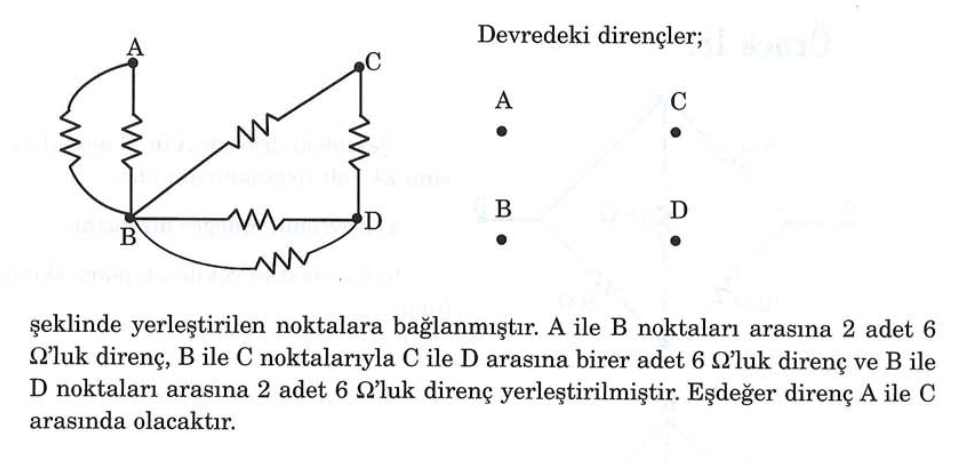 Devredeki dirençler;
A
C
B
D
A
C
B
D
şeklinde yerleştirilen noktalara bağlanmıştır. A ile B noktaları arasına 2 adet 6
Ω'luk direnç, B ile C noktalarıyla C ile D arasına birer adet 6 Ω'luk direnç ve B ile
D noktaları arasına 2 adet 6 Ω'luk direnç yerleştirilmiştir. Eşdeğer direnç A ile C
arasında olacaktır.